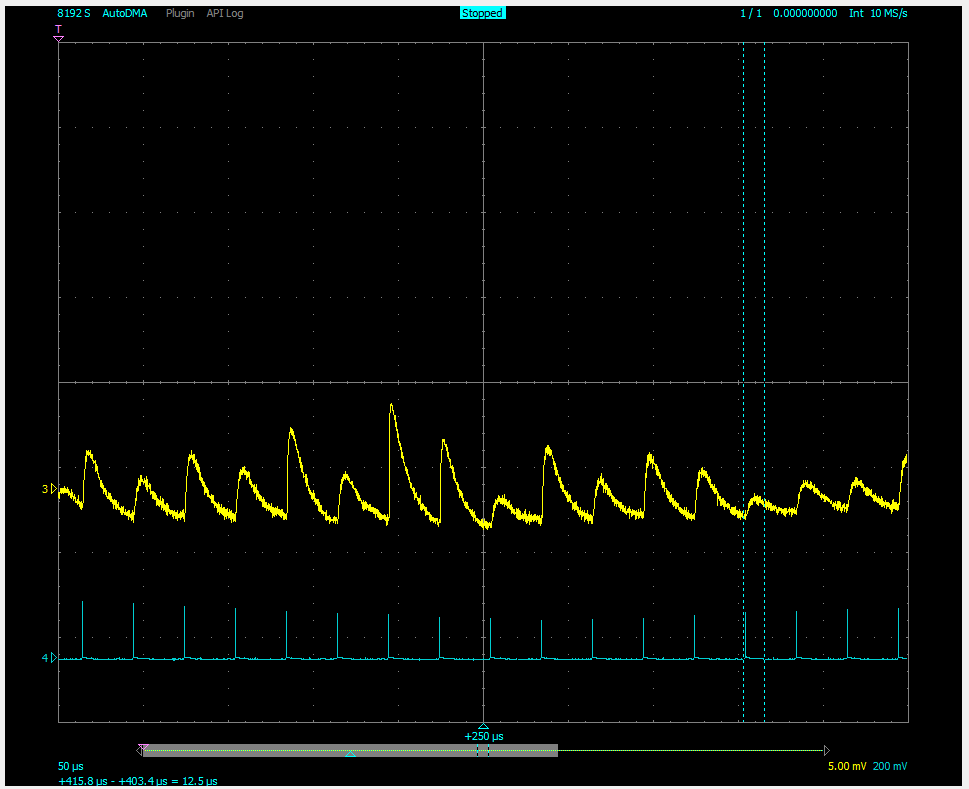 8192 S AutoDMA Plugin API Log Stopped 1 / 1 0.000000000 Int 10 MS/s
T
3
4
+250 µs
50 µs 5.00 mV 200 mV
+415.8 µs - +403.4 µs = 12.5 µs